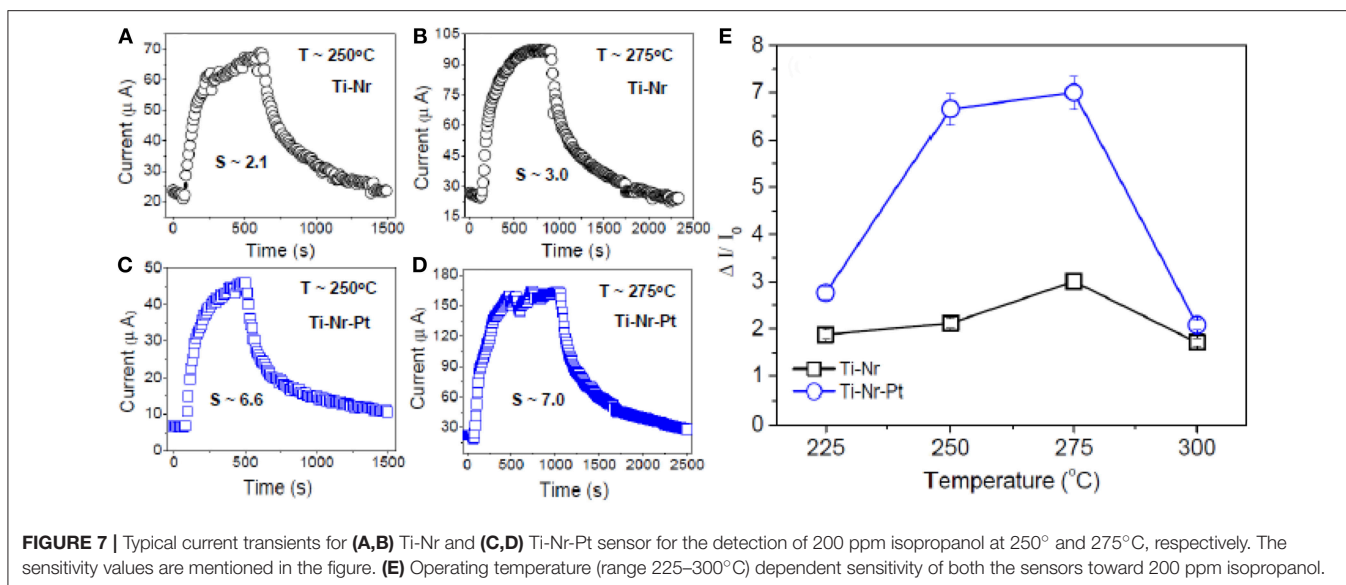 A
T ~ 250°C
Ti-Nr
S ~ 2.1
Current (μ A)
70
60
50
40
30
20
0
500
1000
1500
Time (s)
B
T ~ 275°C
Ti-Nr
S ~ 3.0
Current (μ A)
105
90
75
60
45
30
15
0
500
1000
1500
2000
2500
Time (s)
C
T ~ 250°C
Ti-Nr-Pt
S ~ 6.6
Current (μ A)
50
40
30
20
10
0
0
500
1000
1500
Time (s)
D
T ~ 275°C
Ti-Nr-Pt
S ~ 7.0
Current (μ A)
180
150
120
90
60
30
0
500
1000
1500
2000
2500
Time (s)
E
Δ I/ I₀
8
7
6
5
4
3
2
1
0
Ti-Nr
Ti-Nr-Pt
225
250
275
300
Temperature (°C)
FIGURE 7 | Typical current transients for (A,B) Ti-Nr and (C,D) Ti-Nr-Pt sensor for the detection of 200 ppm isopropanol at 250° and 275°C, respectively. The
sensitivity values are mentioned in the figure. (E) Operating temperature (range 225–300°C) dependent sensitivity of both the sensors toward 200 ppm isopropanol.